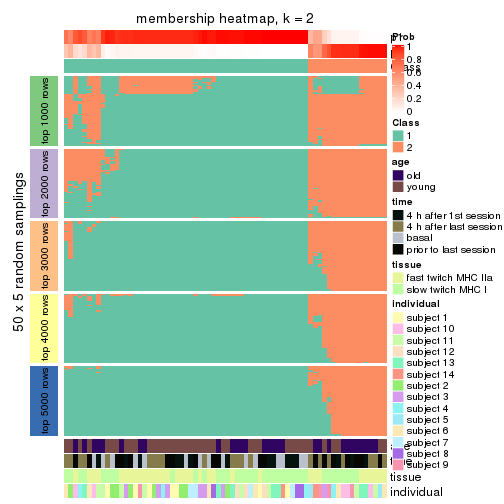 membership heatmap, k = 2
50 x 5 random samplings
top 1000 rows
top 2000 rows
top 3000 rows
top 4000 rows
top 5000 rows
tissue
individual
Prob
1
0.8
0.6
0.4
0.2
0
Class
1
2
age
old
young
time
4 h after 1st session
4 h after last session
basal
prior to last session
tissue
fast twitch MHC IIa
slow twitch MHC I
individual
subject 1
subject 10
subject 11
subject 12
subject 13
subject 14
subject 2
subject 3
subject 4
subject 5
subject 6
subject 7
subject 8
subject 9